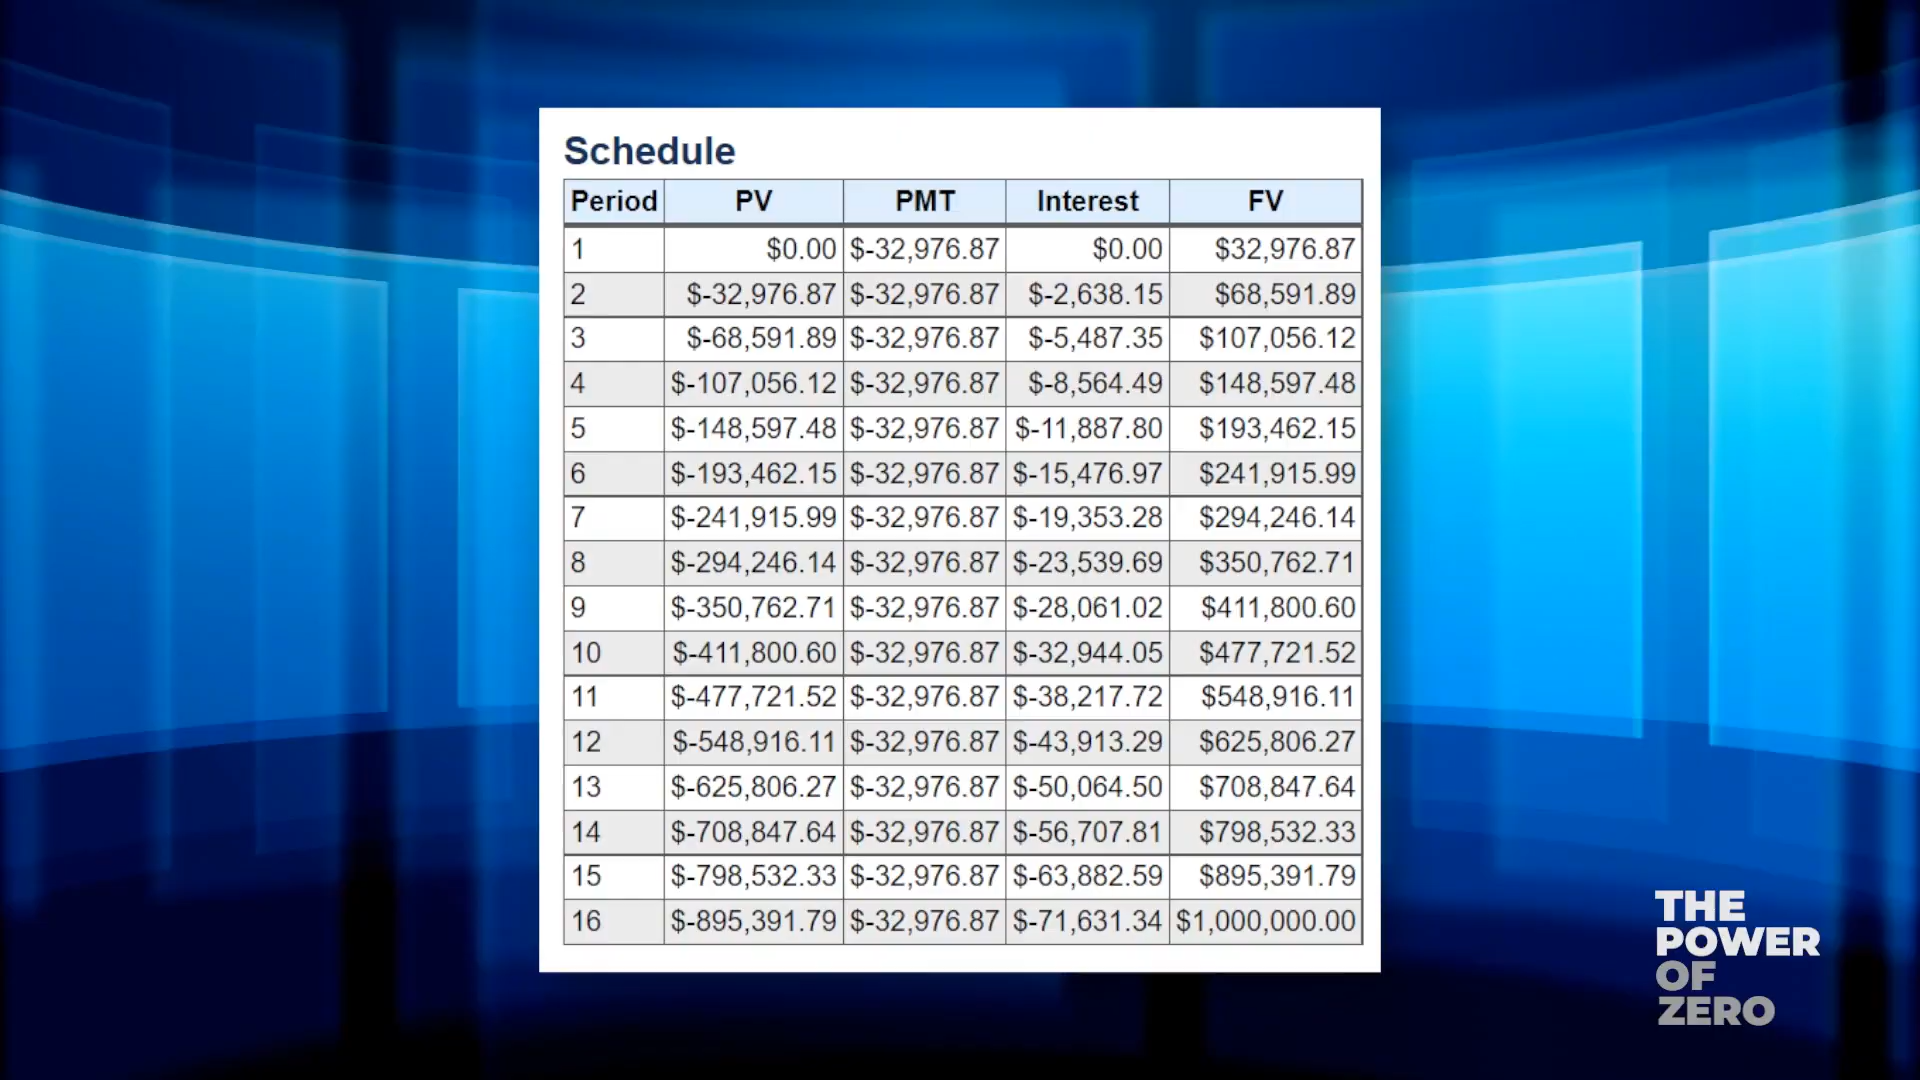 Schedule
Period PV PMT Interest FV
1 $0.00 $-32,976.87 $0.00 $32,976.87
2 $-32,976.87 $-32,976.87 $-2,638.15 $68,591.89
3 $-68,591.89 $-32,976.87 $-5,487.35 $107,056.12
4 $-107,056.12 $-32,976.87 $-8,564.49 $148,597.48
5 $-148,597.48 $-32,976.87 $-11,887.80 $193,462.15
6 $-193,462.15 $-32,976.87 $-15,476.97 $241,915.99
7 $-241,915.99 $-32,976.87 $-19,353.28 $294,246.14
8 $-294,246.14 $-32,976.87 $-23,539.69 $350,762.71
9 $-350,762.71 $-32,976.87 $-28,061.02 $411,800.60
10 $-411,800.60 $-32,976.87 $-32,944.05 $477,721.52
11 $-477,721.52 $-32,976.87 $-38,217.72 $548,916.11
12 $-548,916.11 $-32,976.87 $-43,913.29 $625,806.27
13 $-625,806.27 $-32,976.87 $-50,064.50 $708,847.64
14 $-708,847.64 $-32,976.87 $-56,707.81 $798,532.33
15 $-798,532.33 $-32,976.87 $-63,882.59 $895,391.79
16 $-895,391.79 $-32,976.87 $-71,631.34 $1,000,000.00
THE
POWER
OF
ZERO